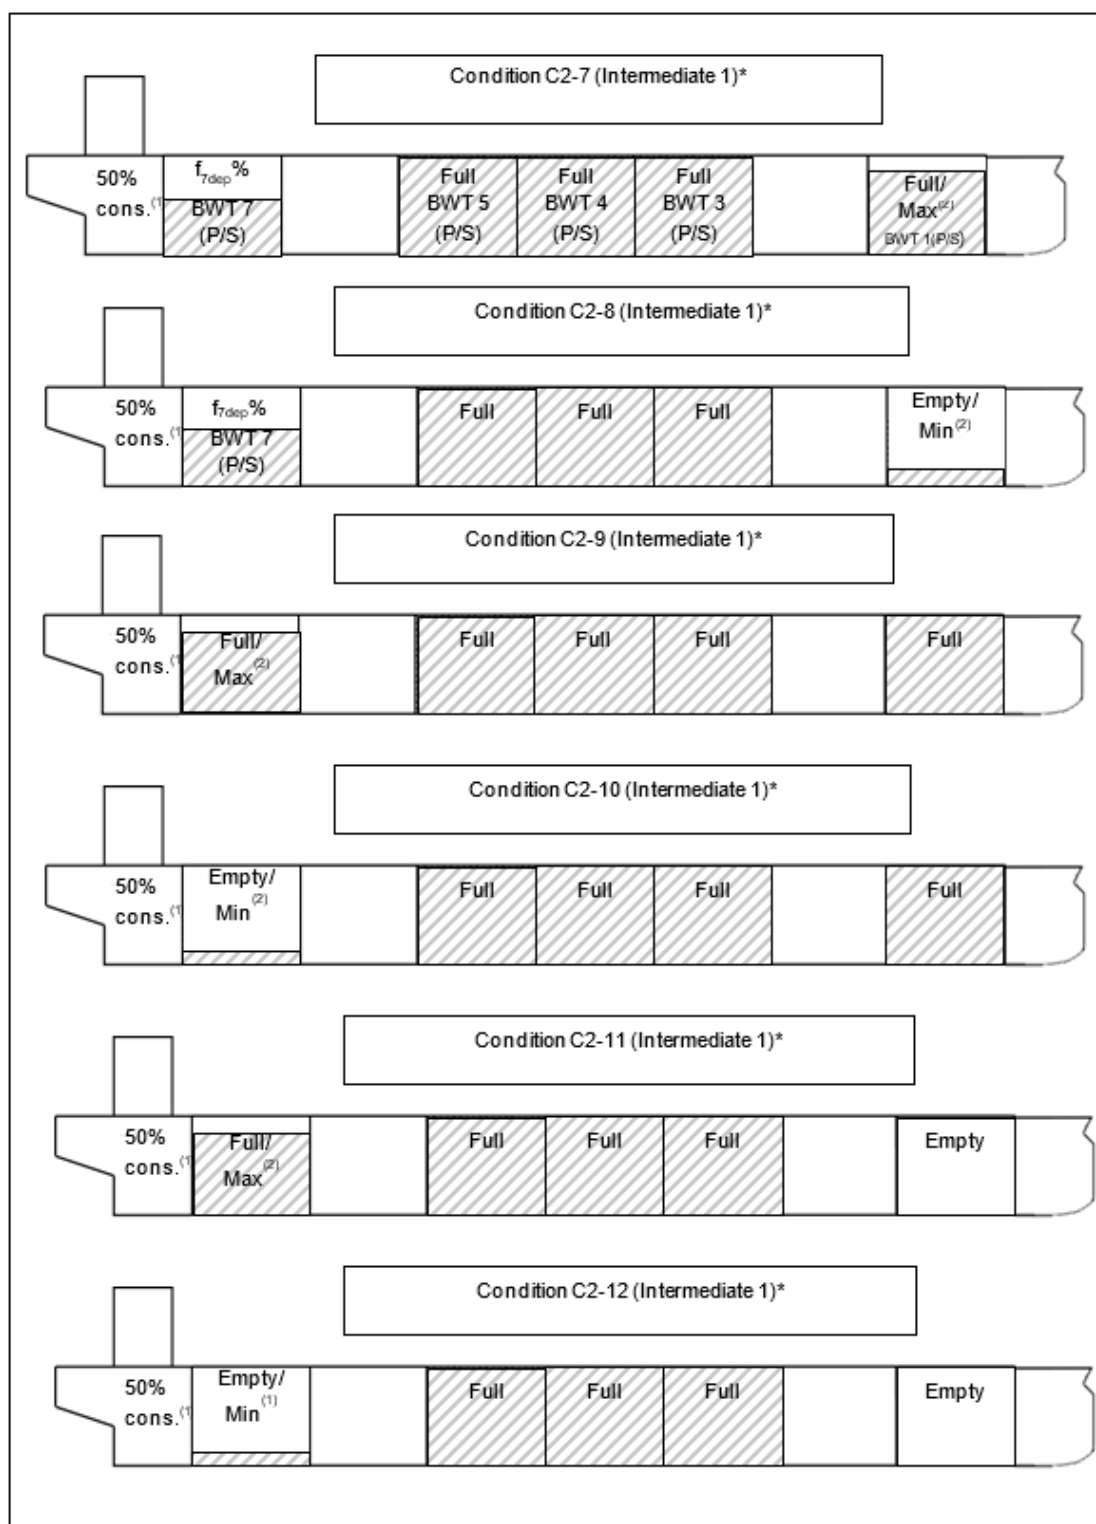 Condition C2-7 (Intermediate 1)*
50%
cons.(1)
f7dep%
BWT 7
(P/S)
Full
BWT 5
(P/S)
Full
BWT 4
(P/S)
Full
BWT 3
(P/S)
Full/
Max(2)
BWT 1(P/S)
Condition C2-8 (Intermediate 1)*
50%
cons.(1)
f7dep%
BWT 7
(P/S)
Full
Full
Full
Empty/
Min(2)
Condition C2-9 (Intermediate 1)*
50%
cons.(1)
Full/
Max(2)
Full
Full
Full
Full
Condition C2-10 (Intermediate 1)*
50%
cons.(1)
Empty/
Min(2)
Full
Full
Full
Full
Condition C2-11 (Intermediate 1)*
50%
cons.(1)
Full/
Max(2)
Full
Full
Full
Empty
Condition C2-12 (Intermediate 1)*
50%
cons.(1)
Empty/
Min(1)
Full
Full
Full
Empty